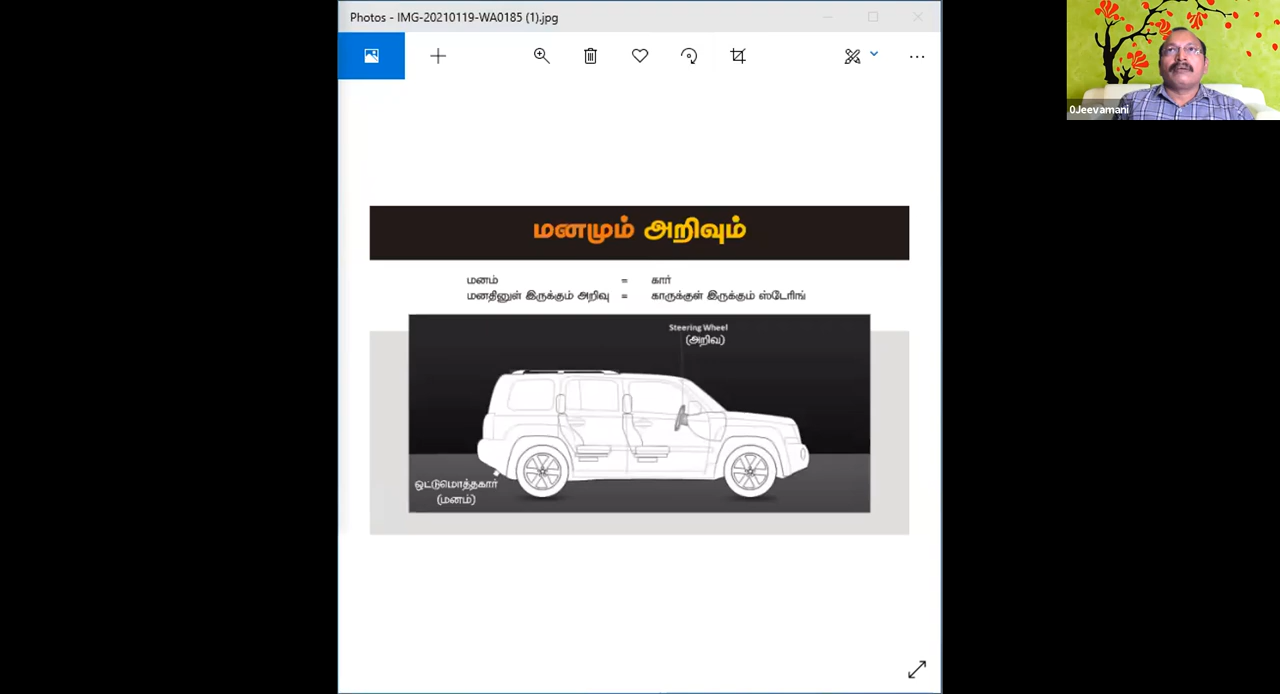 Photos - IMG-20210119-WA0185 (1).jpg
0Jeevamani
மனமும் அறிவும்
மனம் = கார்
மனதினுள் இருக்கும் அறிவு = காருக்குள் இருக்கும் ஸ்டேரிங்
Steering Wheel
(அறிவு)
ஒட்டுமொத்தகார்
(மனம்)